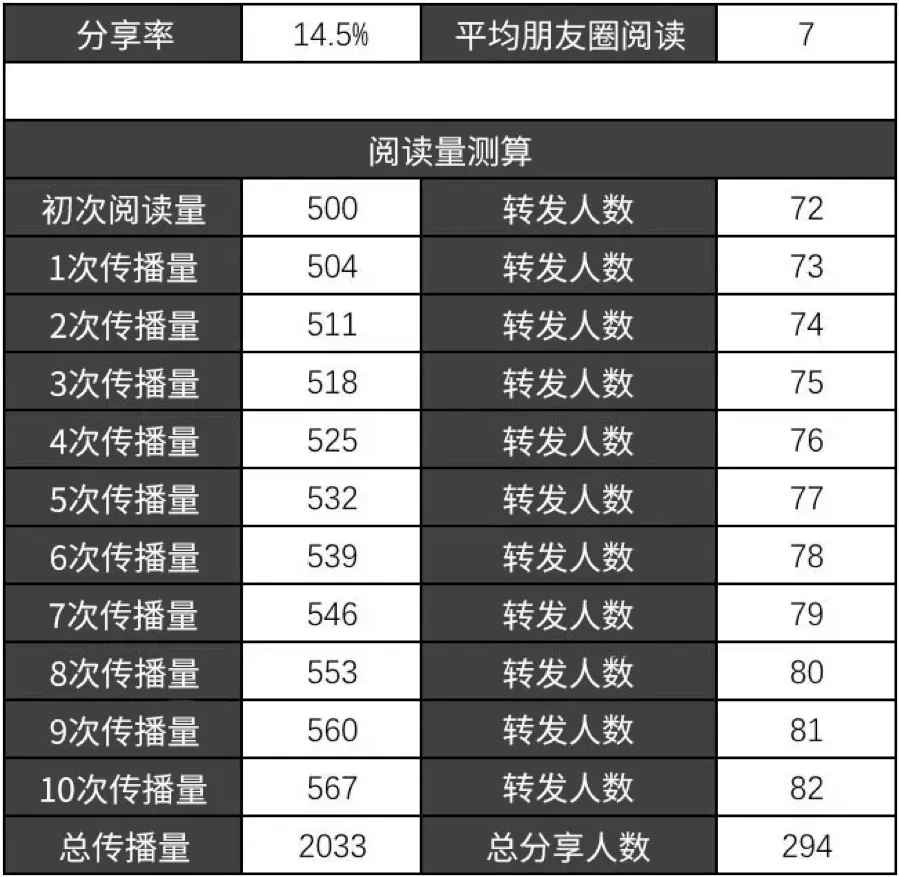 分享率 14.5% 平均朋友圈阅读 7
阅读量测算
初次阅读量 500 转发人数 72
1次传播量 504 转发人数 73
2次传播量 511 转发人数 74
3次传播量 518 转发人数 75
4次传播量 525 转发人数 76
5次传播量 532 转发人数 77
6次传播量 539 转发人数 78
7次传播量 546 转发人数 79
8次传播量 553 转发人数 80
9次传播量 560 转发人数 81
10次传播量 567 转发人数 82
总传播量 2033 总分享人数 294